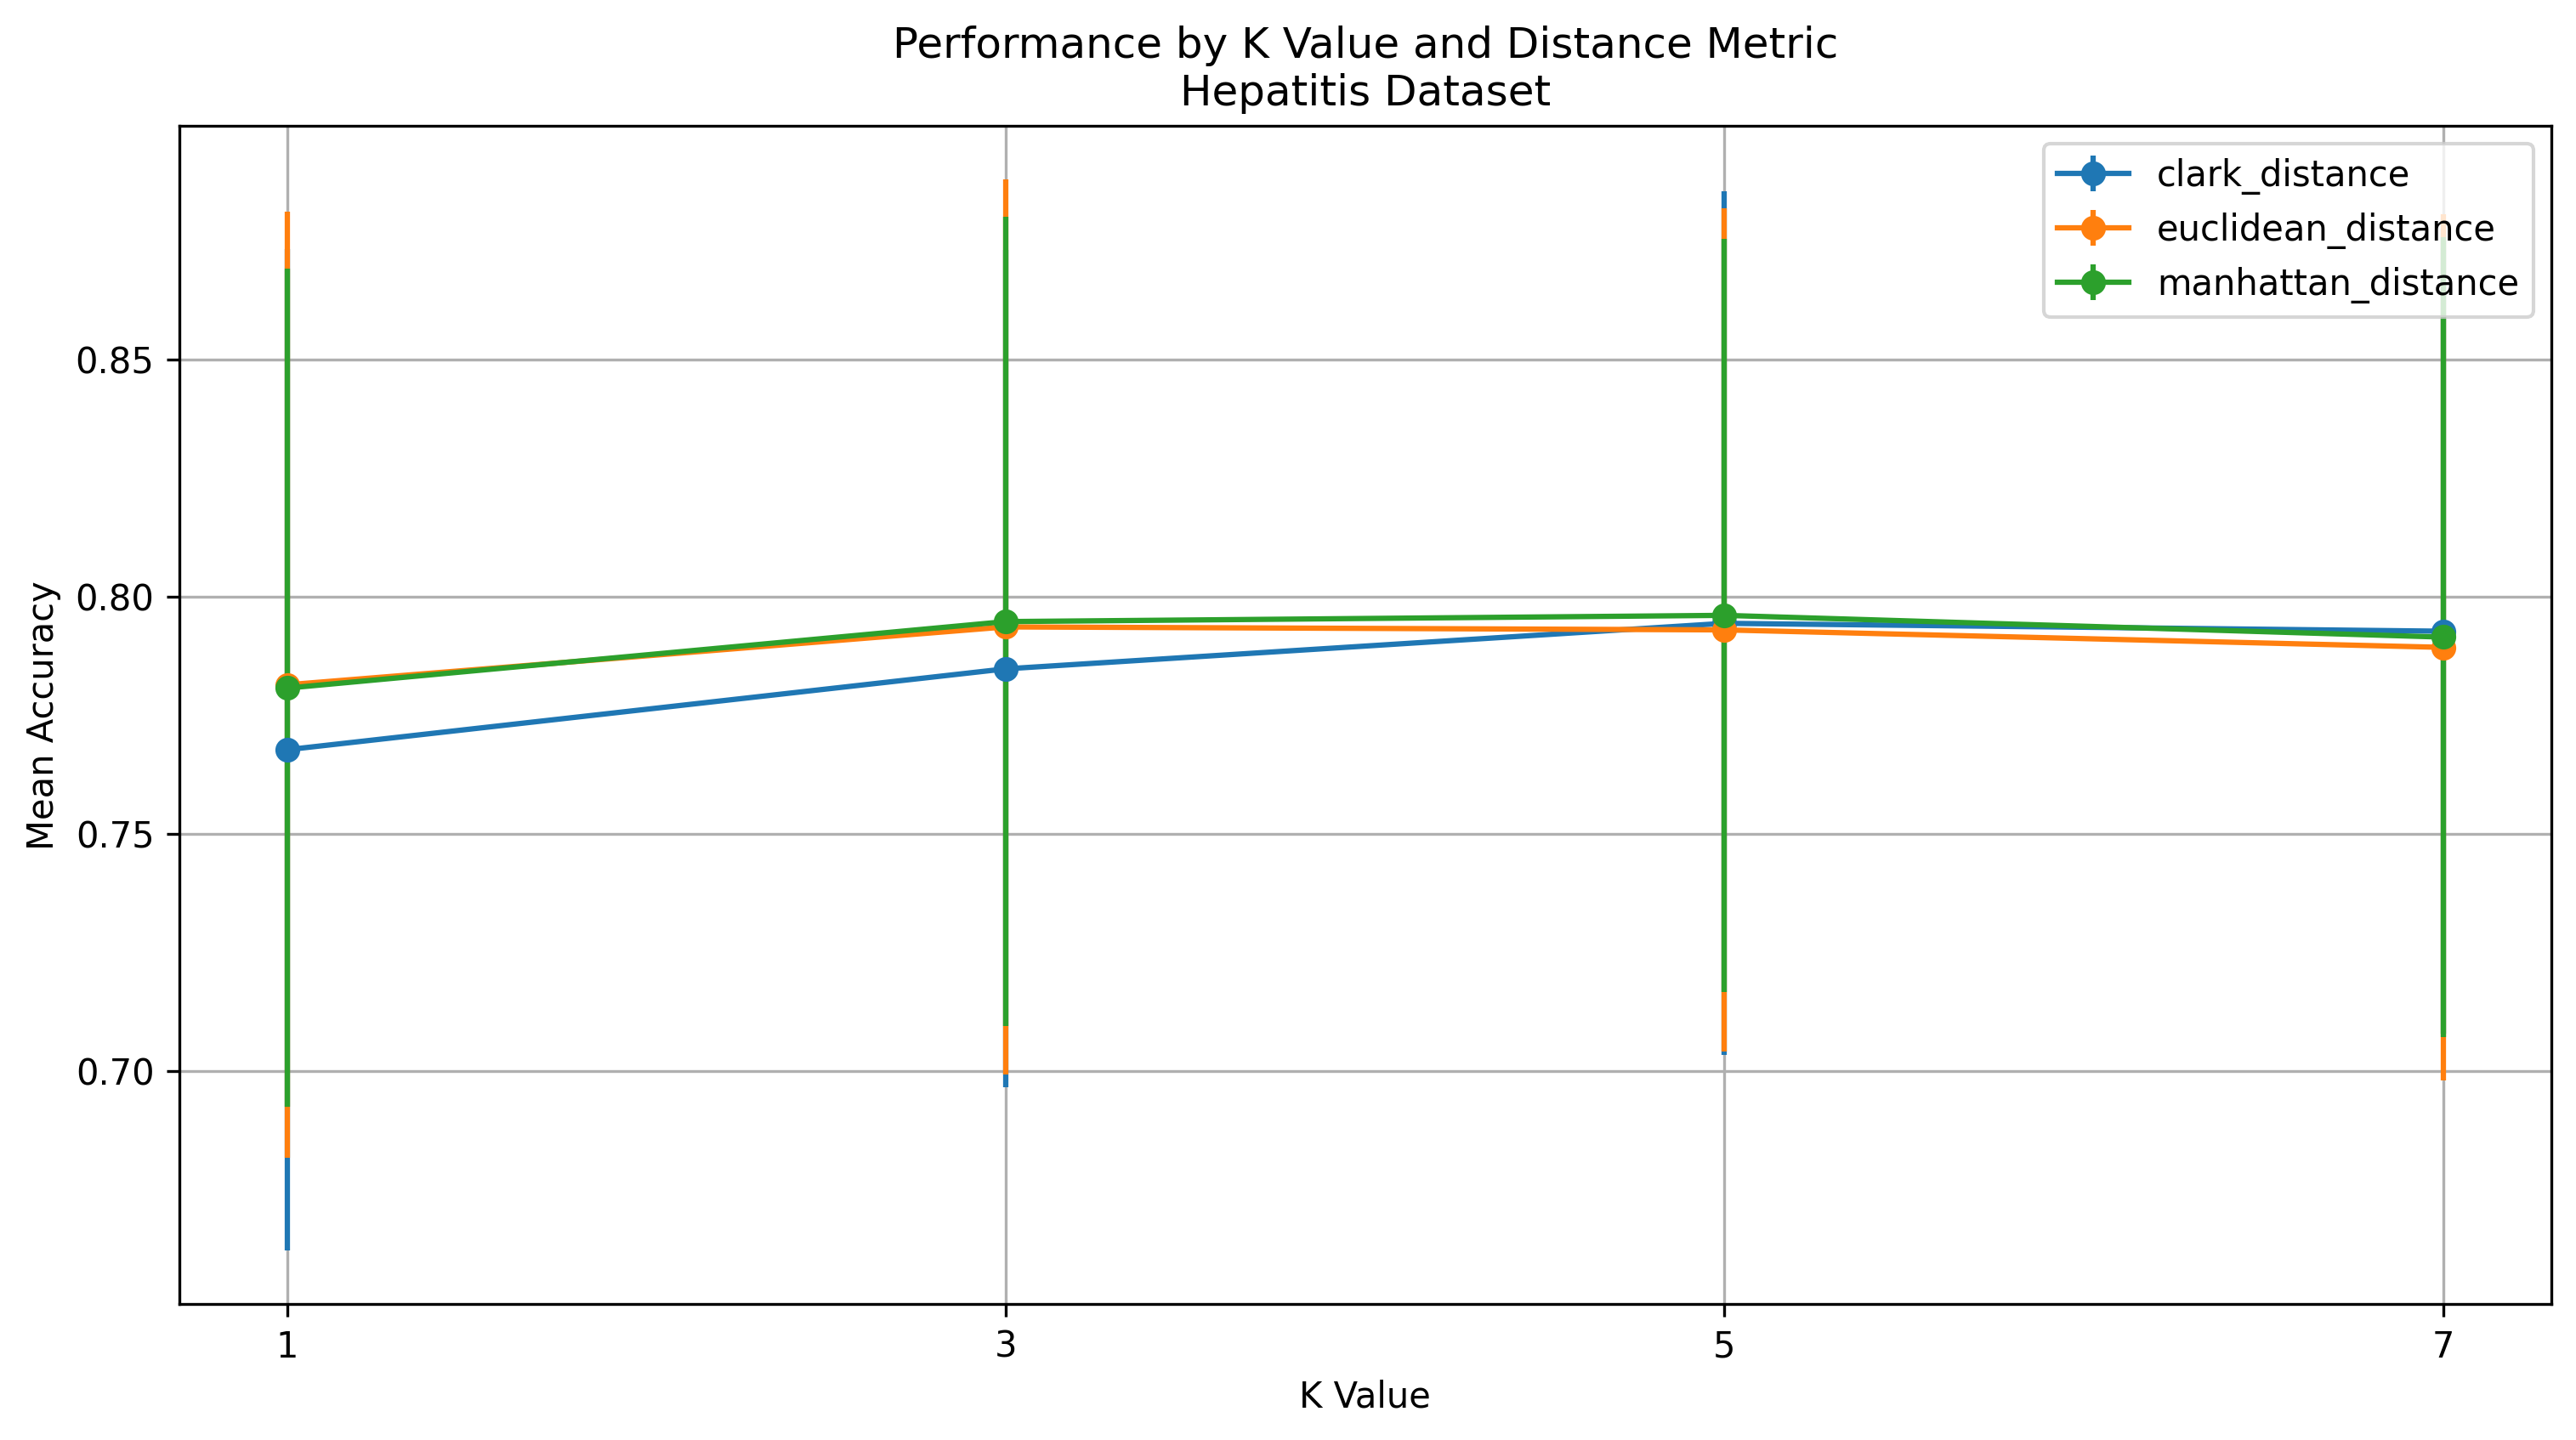 Performance by K Value and Distance Metric
Hepatitis Dataset
clark_distance
euclidean_distance
manhattan_distance
Mean Accuracy
0.85
0.80
0.75
0.70
1
3
5
7
K Value